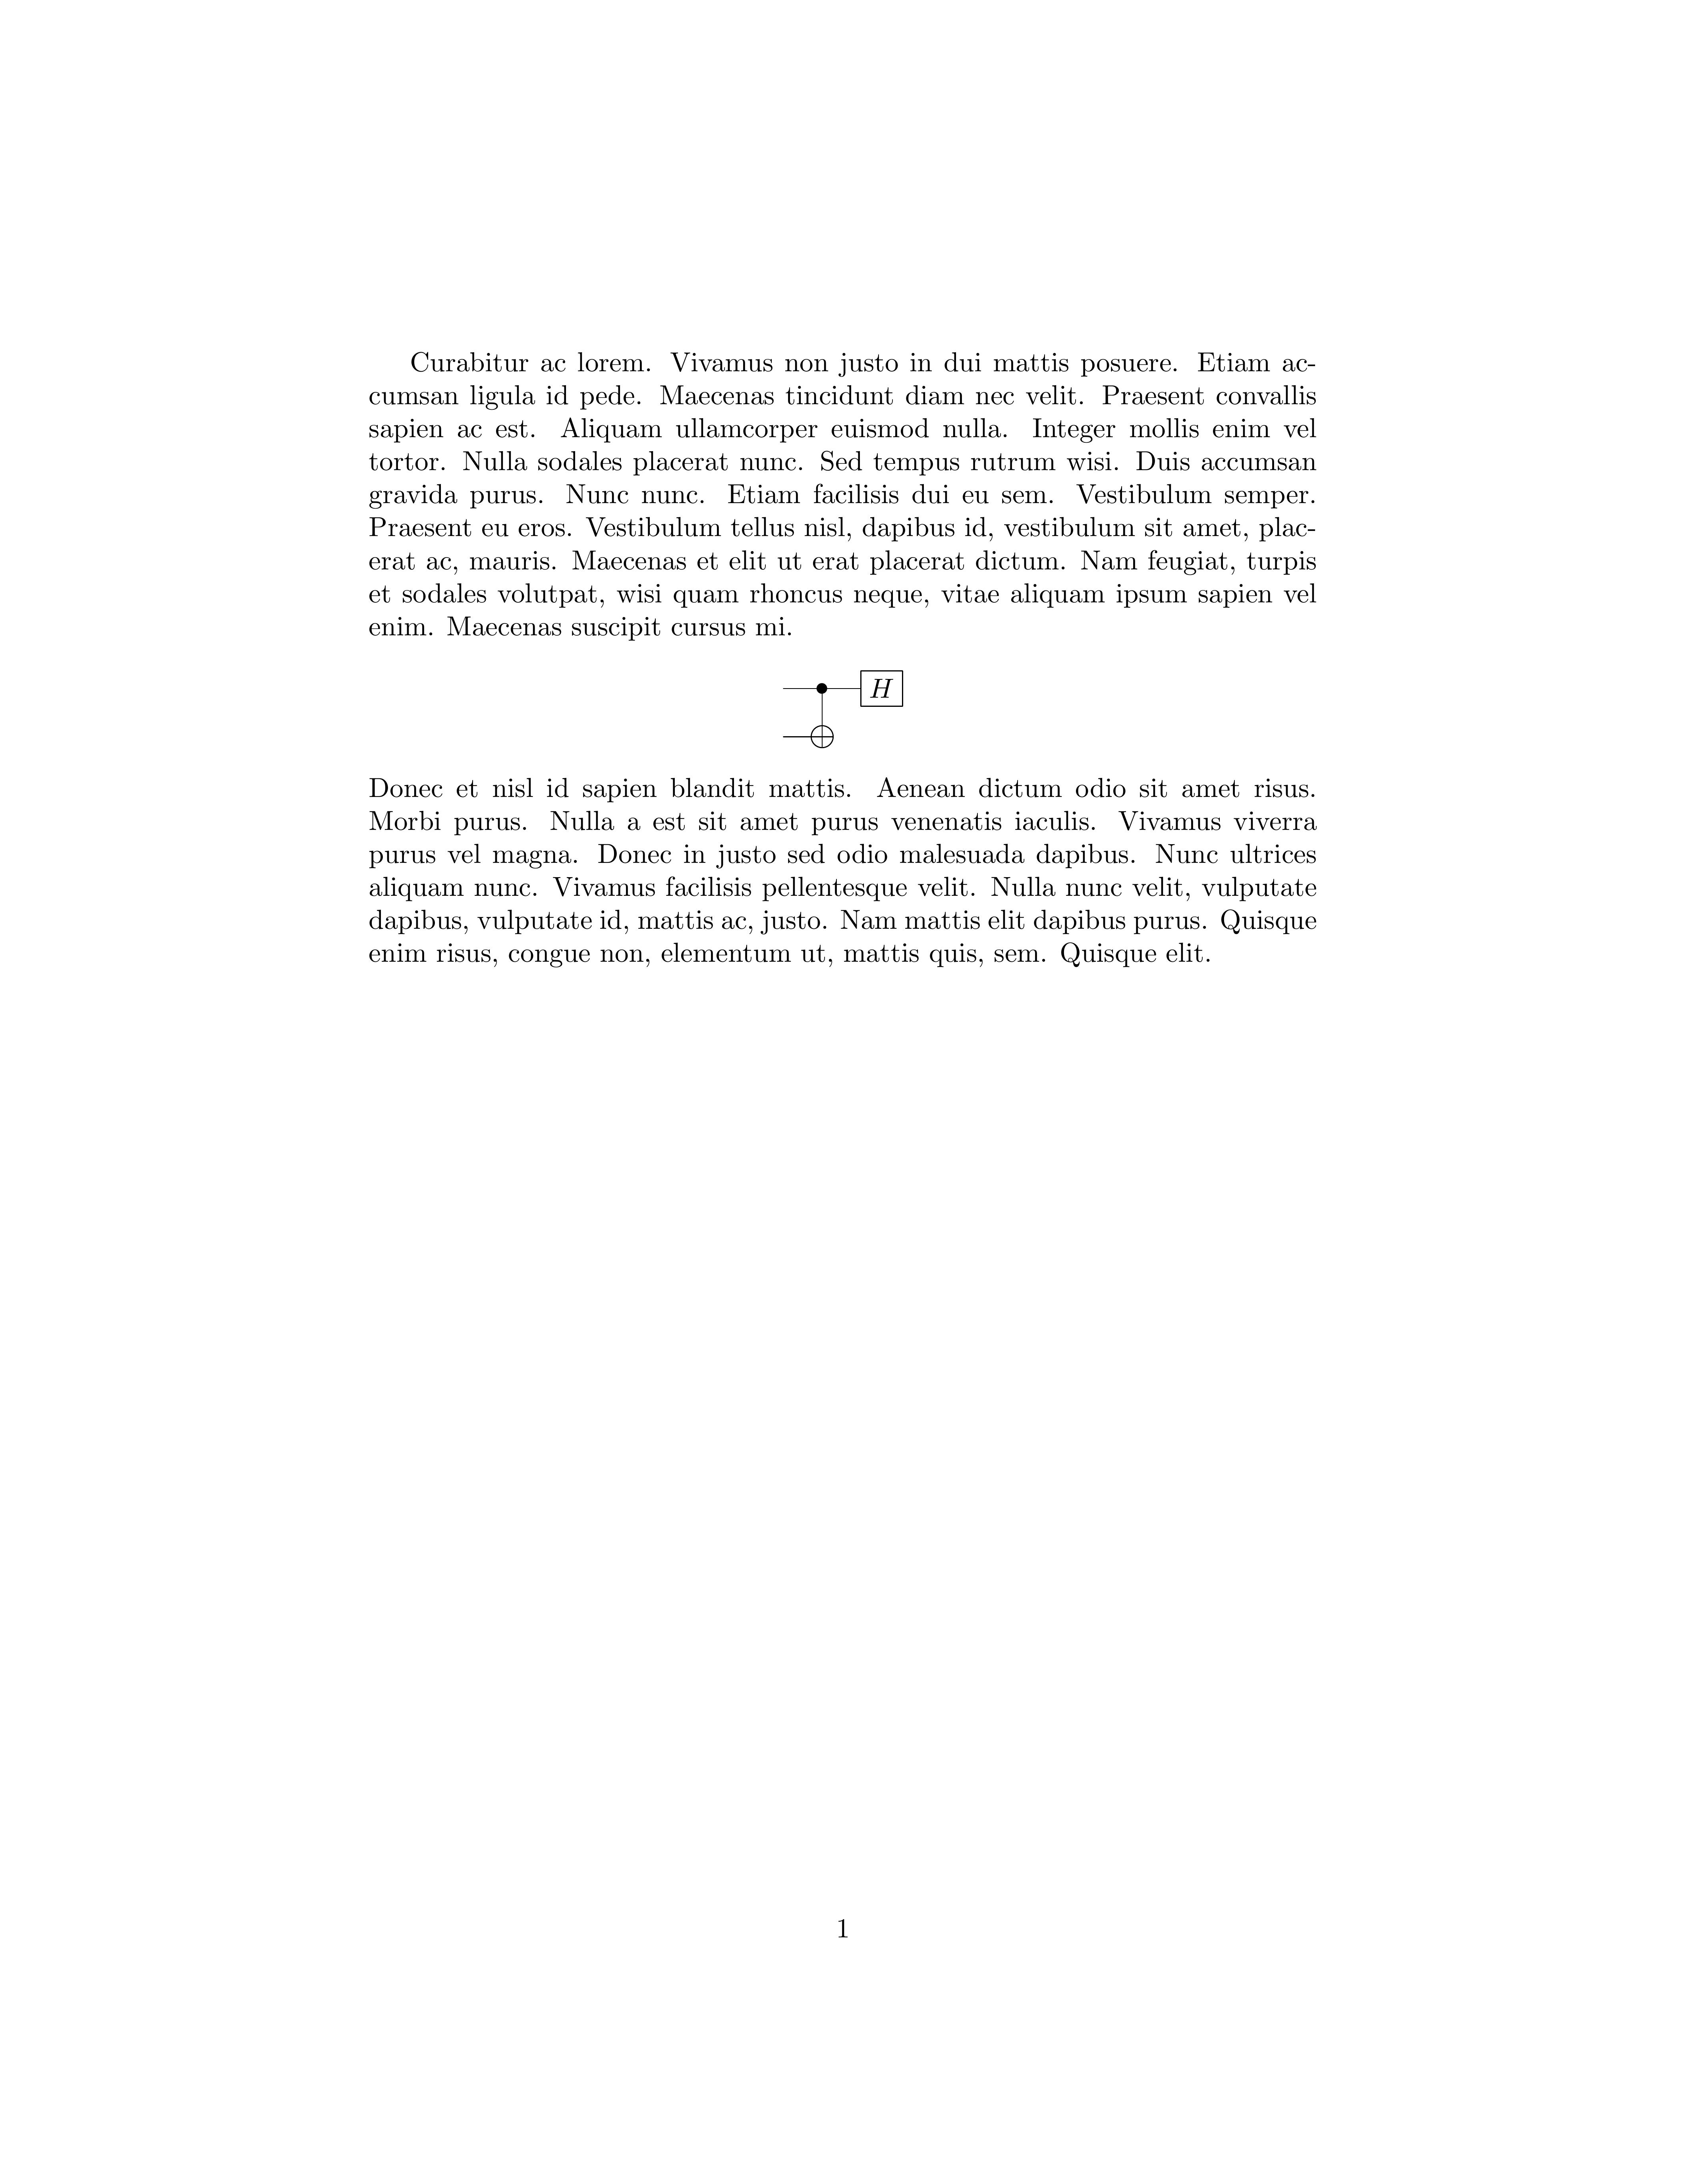 Curabitur ac lorem. Vivamus non justo in dui mattis posuere. Etiam ac-
cumsan ligula id pede. Maecenas tincidunt diam nec velit. Praesent convallis
sapien ac est. Aliquam ullamcorper euismod nulla. Integer mollis enim vel
tortor. Nulla sodales placerat nunc. Sed tempus rutrum wisi. Duis accumsan
gravida purus. Nunc nunc. Etiam facilisis dui eu sem. Vestibulum semper.
Praesent eu eros. Vestibulum tellus nisl, dapibus id, vestibulum sit amet, plac-
erat ac, mauris. Maecenas et elit ut erat placerat dictum. Nam feugiat, turpis
et sodales volutpat, wisi quam rhoncus neque, vitae aliquam ipsum sapien vel
enim. Maecenas suscipit cursus mi.
H
Donec et nisl id sapien blandit mattis. Aenean dictum odio sit amet risus.
Morbi purus. Nulla a est sit amet purus venenatis iaculis. Vivamus viverra
purus vel magna. Donec in justo sed odio malesuada dapibus. Nunc ultrices
aliquam nunc. Vivamus facilisis pellentesque velit. Nulla nunc velit, vulputate
dapibus, vulputate id, mattis ac, justo. Nam mattis elit dapibus purus. Quisque
enim risus, congue non, elementum ut, mattis quis, sem. Quisque elit.
1